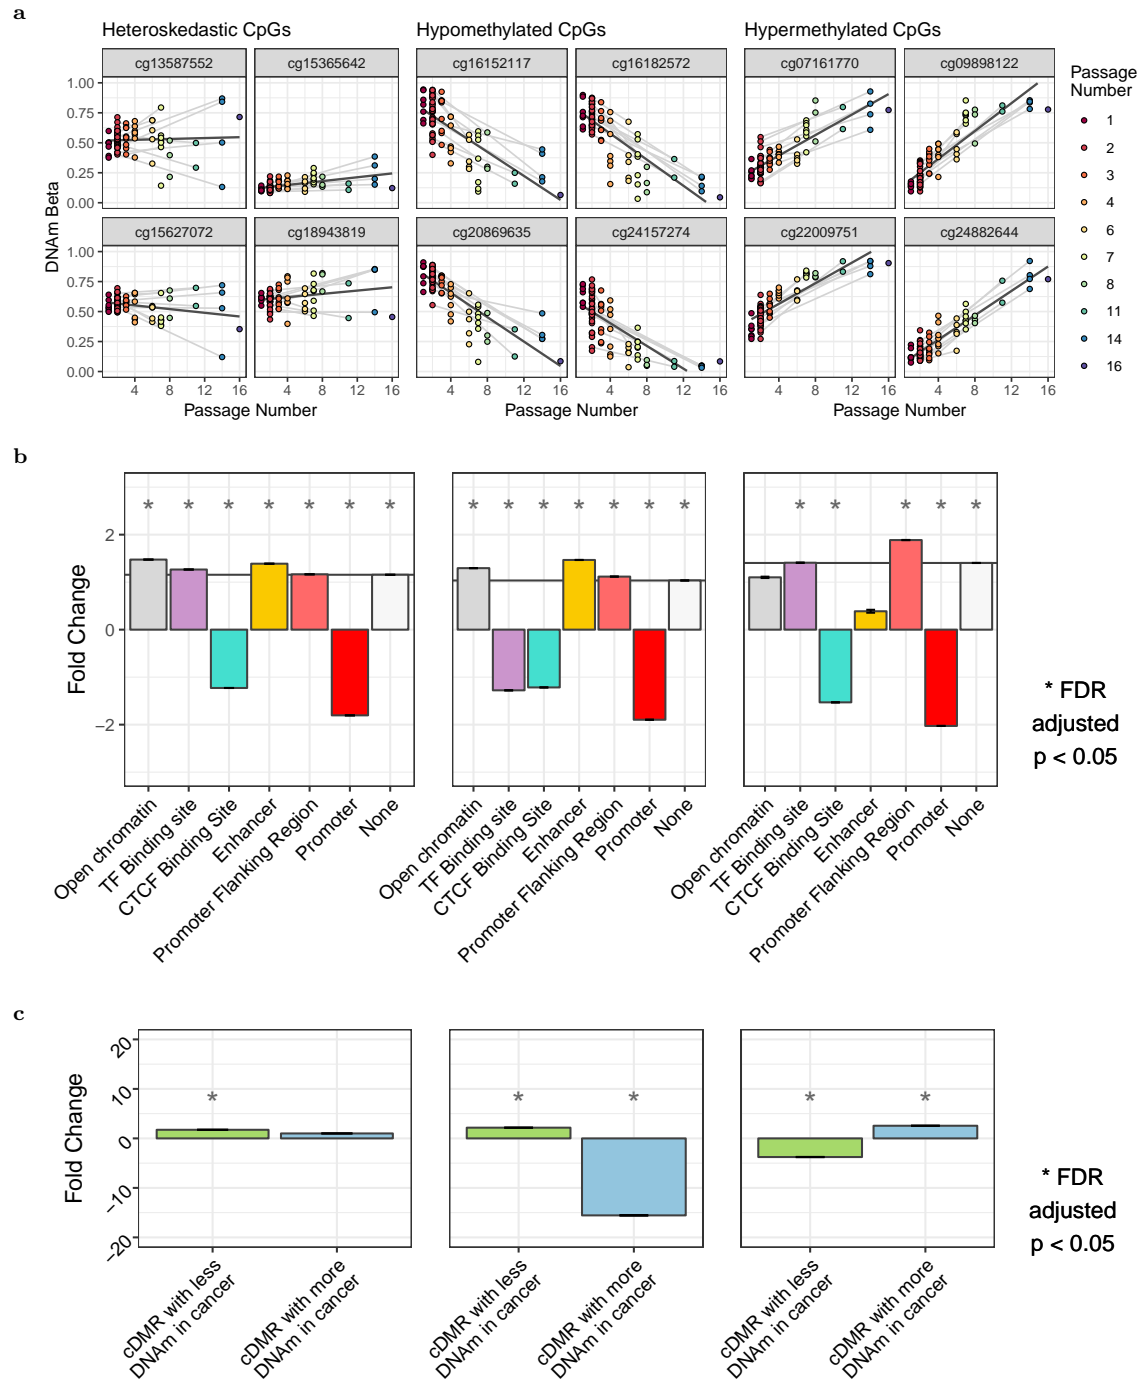 a
Heteroskedastic CpGs
Hypomethylated CpGs
Hypermethylated CpGs
cg13587552
cg15365642
cg16152117
cg16182572
cg07161770
cg09898122
1.00
0.75
0.50
0.25
0.00
cg15627072
cg18943819
cg20869635
cg24157274
cg22009751
cg24882644
1.00
0.75
0.50
0.25
0.00
DNAm Beta
4 8 12 16 4 8 12 16
4 8 12 16 4 8 12 16
4 8 12 16 4 8 12 16
Passage Number
Passage Number
Passage Number
Passage
Number
1
2
3
4
6
7
8
11
14
16
b
Fold Change
2
0
−2
* * * * * * *
* * * * * * *
* * * * *
Open chromatin
TF Binding site
CTCF Binding Site
Enhancer
Promoter Flanking Region
Promoter
None
Open chromatin
TF Binding site
CTCF Binding Site
Enhancer
Promoter Flanking Region
Promoter
None
Open chromatin
TF Binding site
CTCF Binding Site
Enhancer
Promoter Flanking Region
Promoter
None
* FDR
adjusted
p < 0.05
c
Fold Change
20
10
0
−10
−20
*
* *
* *
cDMR with less
DNAm in cancer
cDMR with more
DNAm in cancer
cDMR with less
DNAm in cancer
cDMR with more
DNAm in cancer
cDMR with less
DNAm in cancer
cDMR with more
DNAm in cancer
* FDR
adjusted
p < 0.05